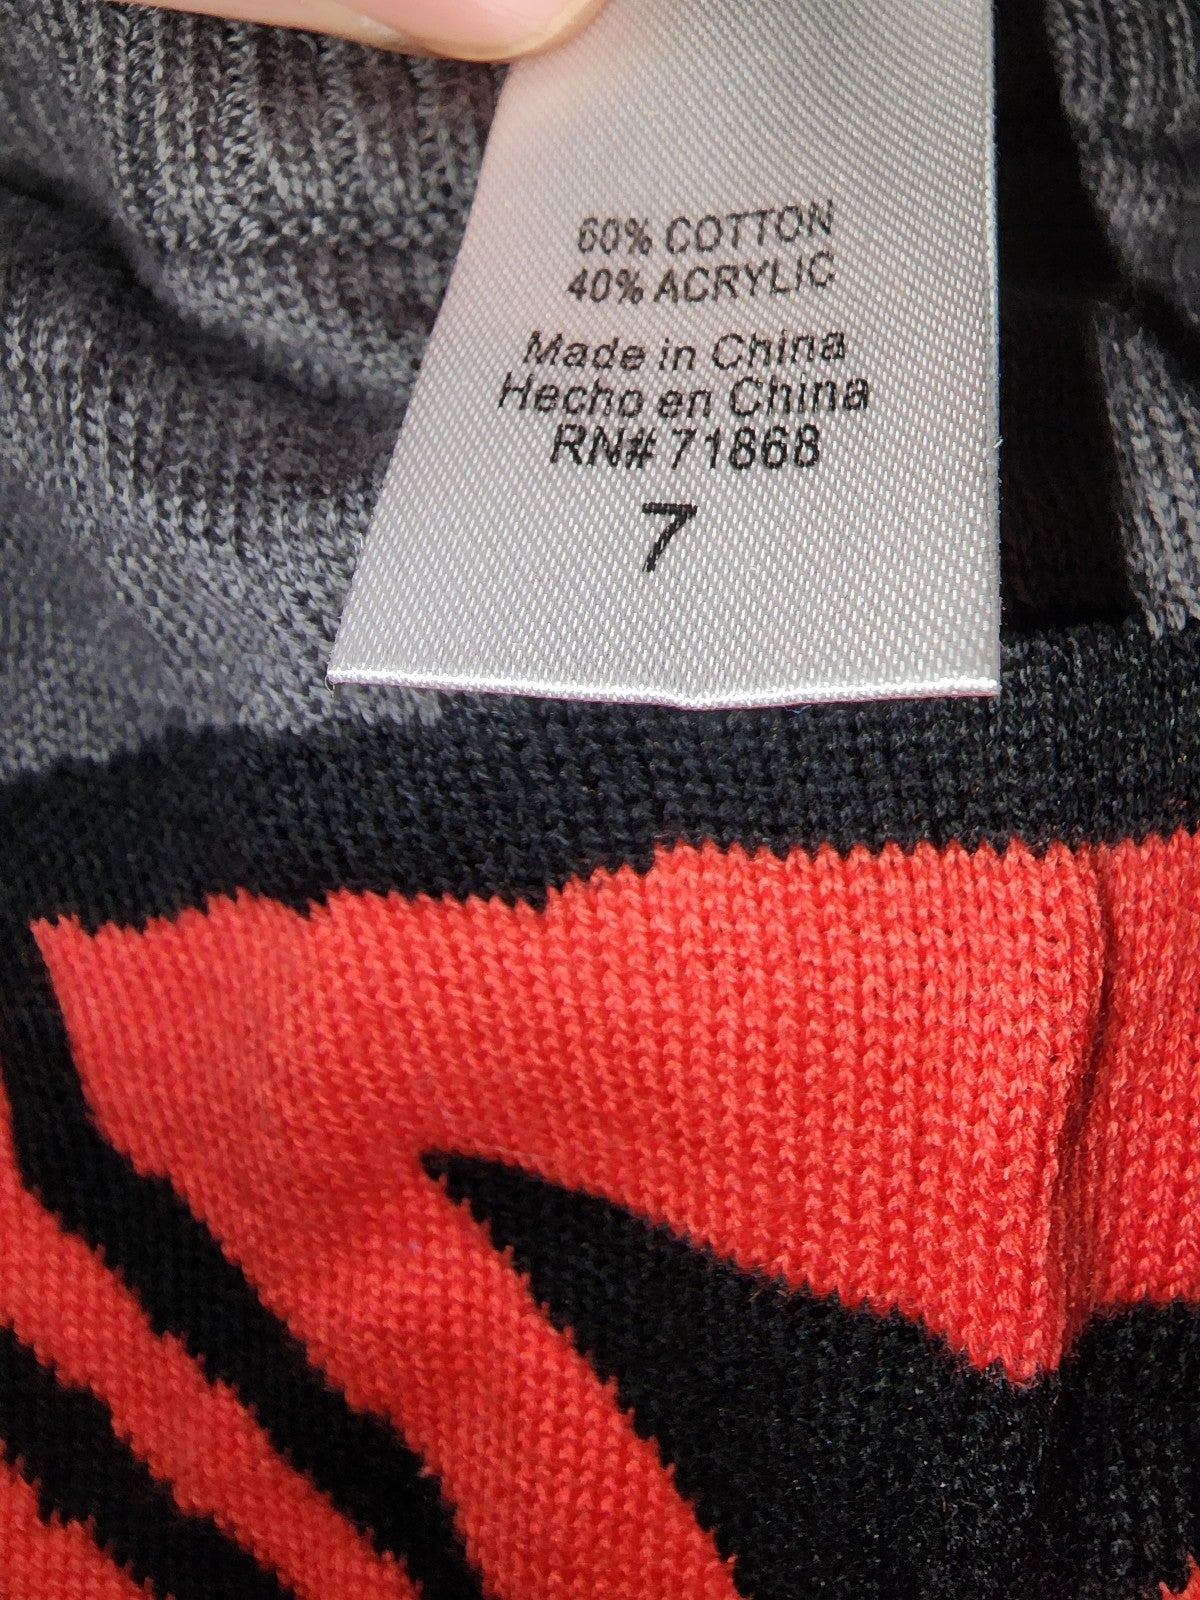 60% COTTON
40% ACRYLIC
Made in China
Hecho en China
RN# 71868
7